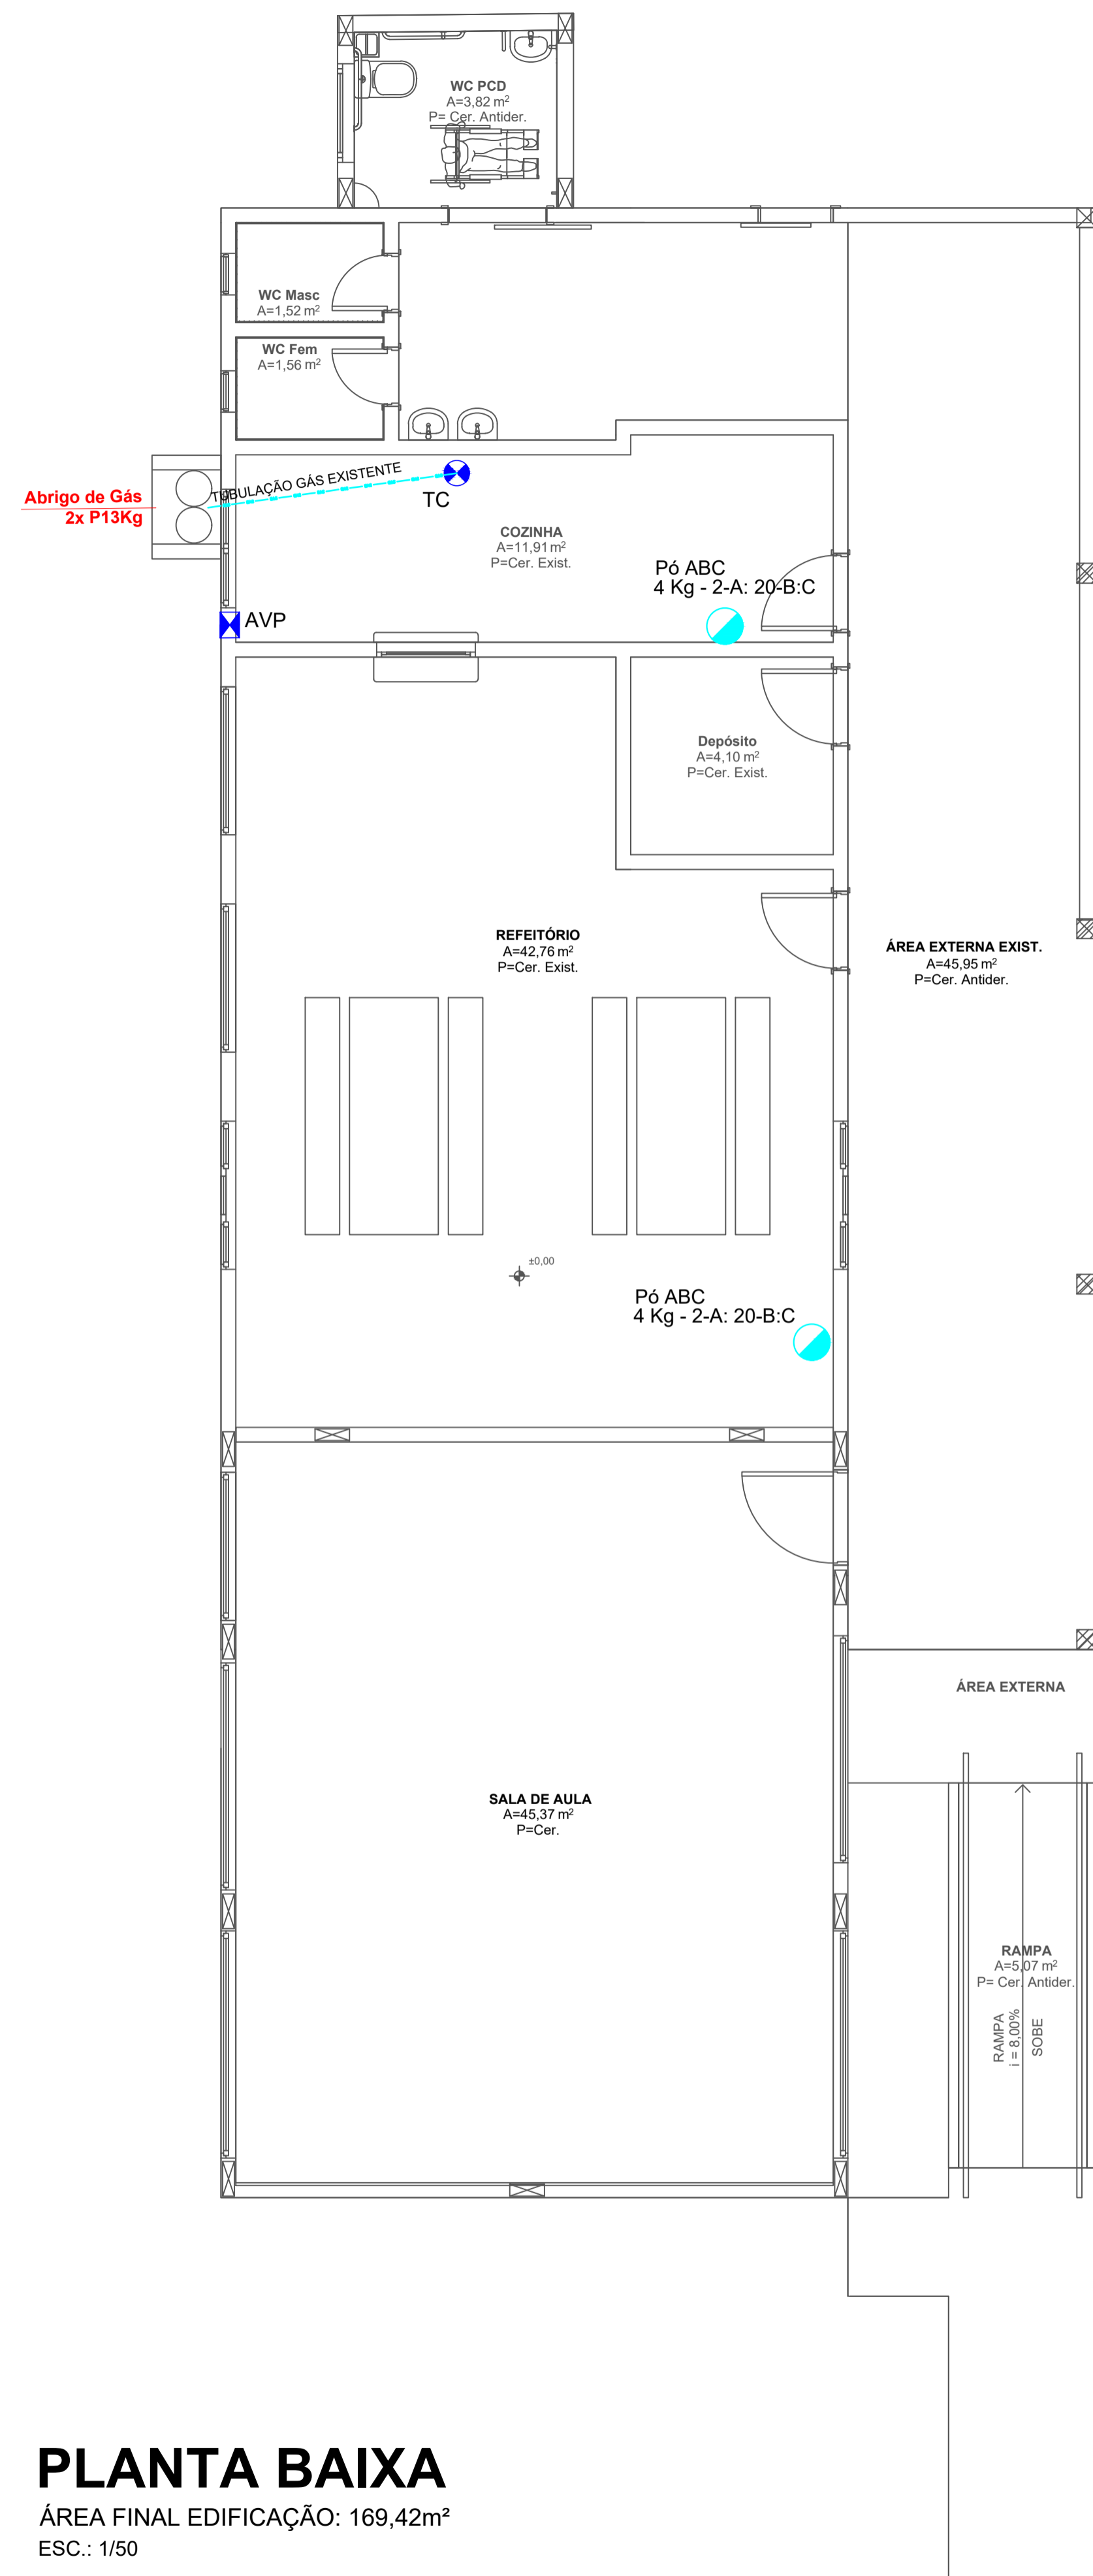 WC PCD
A=3,82 m²
P= Cer. Antider.
WC Masc
A=1,52 m²
WC Fem
A=1,56 m²
TUBULAÇÃO GÁS EXISTENTE
TC
Abrigo de Gás
2x P13Kg
COZINHA
A=11,91 m²
P=Cer. Exist.
Pó ABC
4 Kg - 2-A: 20-B:C
AVP
Depósito
A=4,10 m²
P=Cer. Exist.
REFEITÓRIO
A=42,76 m²
P=Cer. Exist.
ÁREA EXTERNA EXIST.
A=45,95 m²
P=Cer. Antider.
±0,00
Pó ABC
4 Kg - 2-A: 20-B:C
ÁREA EXTERNA
SALA DE AULA
A=45,37 m²
P=Cer.
RAMPA
A=5,07 m²
P= Cer. Antider.
RAMPA
i = 8,00%
SOBE
PLANTA BAIXA
ÁREA FINAL EDIFICAÇÃO: 169,42m²
ESC.: 1/50